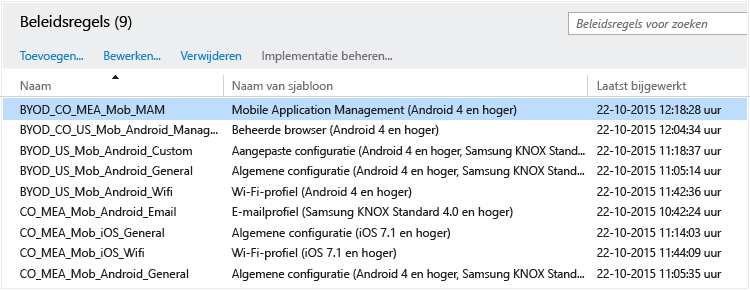 Beleidsregels (9)
Beleidsregels voor zoeken
Toevoegen... Bewerken... Verwijderen Implementatie beheren...
Naam Naam van sjabloon Laatst bijgewerkt
BYOD_CO_MEA_Mob_MAM Mobile Application Management (Android 4 en hoger) 22-10-2015 12:18:28 uur
BYOD_CO_US_Mob_Android_Manag... Beheerde browser (Android 4 en hoger) 22-10-2015 12:04:34 uur
BYOD_US_Mob_Android_Custom Aangepaste configuratie (Android 4 en hoger, Samsung KNOX Stand... 22-10-2015 11:18:37 uur
BYOD_US_Mob_Android_General Algemene configuratie (Android 4 en hoger, Samsung KNOX Standa... 22-10-2015 11:05:14 uur
BYOD_US_Mob_Android_Wifi Wi-Fi-profiel (Android 4 en hoger) 22-10-2015 11:42:36 uur
CO_MEA_Mob_Android_Email E-mailprofiel (Samsung KNOX Standard 4.0 en hoger) 22-10-2015 10:42:24 uur
CO_MEA_Mob_iOS_General Algemene configuratie (iOS 7.1 en hoger) 22-10-2015 11:14:03 uur
CO_MEA_Mob_iOS_Wifi Wi-Fi-profiel (iOS 7.1 en hoger) 22-10-2015 11:44:09 uur
CO_MEA_Mob_Android_General Algemene configuratie (Android 4 en hoger, Samsung KNOX Standa... 22-10-2015 11:05:35 uur